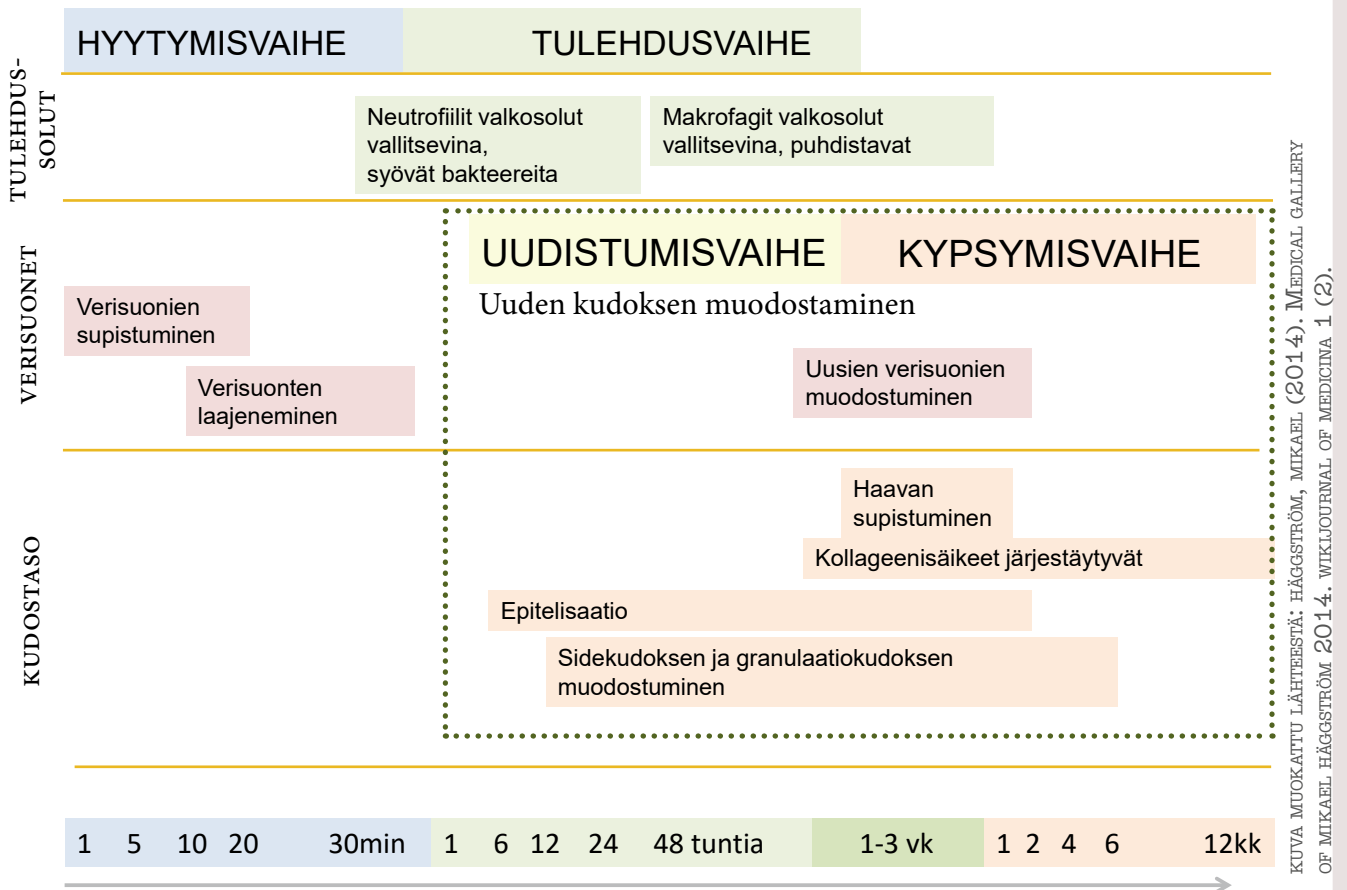 HYYTYMISVAIHE
TULEHDUSVAIHE
TULEHDUS-
SOLUT
Neutrofiilit valkosolut
vallitsevina,
syövät bakteereita
Makrofagit valkosolut
vallitsevina, puhdistavat
VERISUONET
UUDISTUMISVAIHE
KYPSYMISVAIHE
Uuden kudoksen muodostaminen
Verisuonien
supistuminen
Verisuonten
laajeneminen
Uusien verisuonien
muodostuminen
KUDOSTASO
Haavan
supistuminen
Kollageenisäikeet järjestäytyvät
Epitelisaatio
Sidekudoksen ja granulaatiokudoksen
muodostuminen
1 5 10 20 30min 1 6 12 24 48 tuntia 1-3 vk 1 2 4 6 12kk
KUVA MUOKATTU LÄHTEESTÄ: HÄGGSTRÖM, MIKAEL (2014). MEDICAL GALLERY
OF MIKAEL HÄGGSTRÖM 2014. WIKIJOURNAL OF MEDICINA 1 (2).